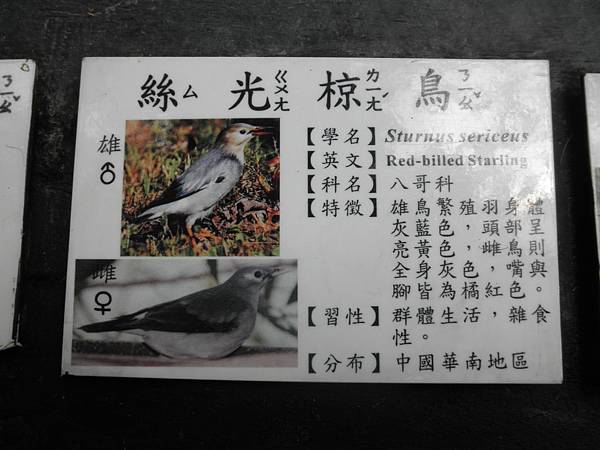 絲ㄙ 光ㄍㄨㄤ 椋ㄌㄧㄤˊ 鳥ㄋㄧㄠˇ
雄
♂
雌
♀
【學名】Sturnus sericeus
【英文】Red-billed Starling
【科名】八哥科
【特徵】雄鳥繁殖羽身體
灰藍色，頭部呈
亮黃色，雌鳥則
全身灰色，嘴與
腳皆為橘紅色。
【習性】群體生活，雜食
性。
【分布】中國華南地區
ㄋㄧㄠˇ